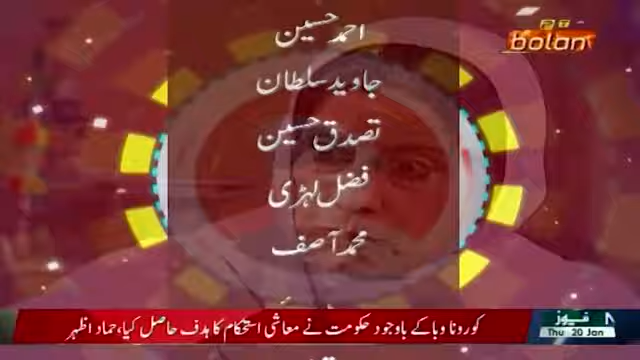 PTV
bolan
احمد حسین
جاوید سلطان
تصدق حسین
فضل لہڑی
محمد آصف
کورونا وبا کے باوجود حکومت نے معاشی استحکام کا ہدف حاصل کیا، حماد اظہر
نیوز N
Thu 20 Jan